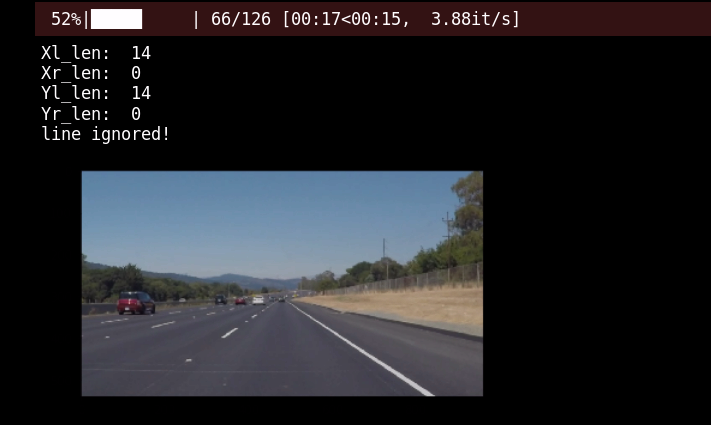 52%|█████     | 66/126 [00:17<00:15,  3.88it/s]
Xl_len:  14
Xr_len:  0
Yl_len:  14
Yr_len:  0
line ignored!